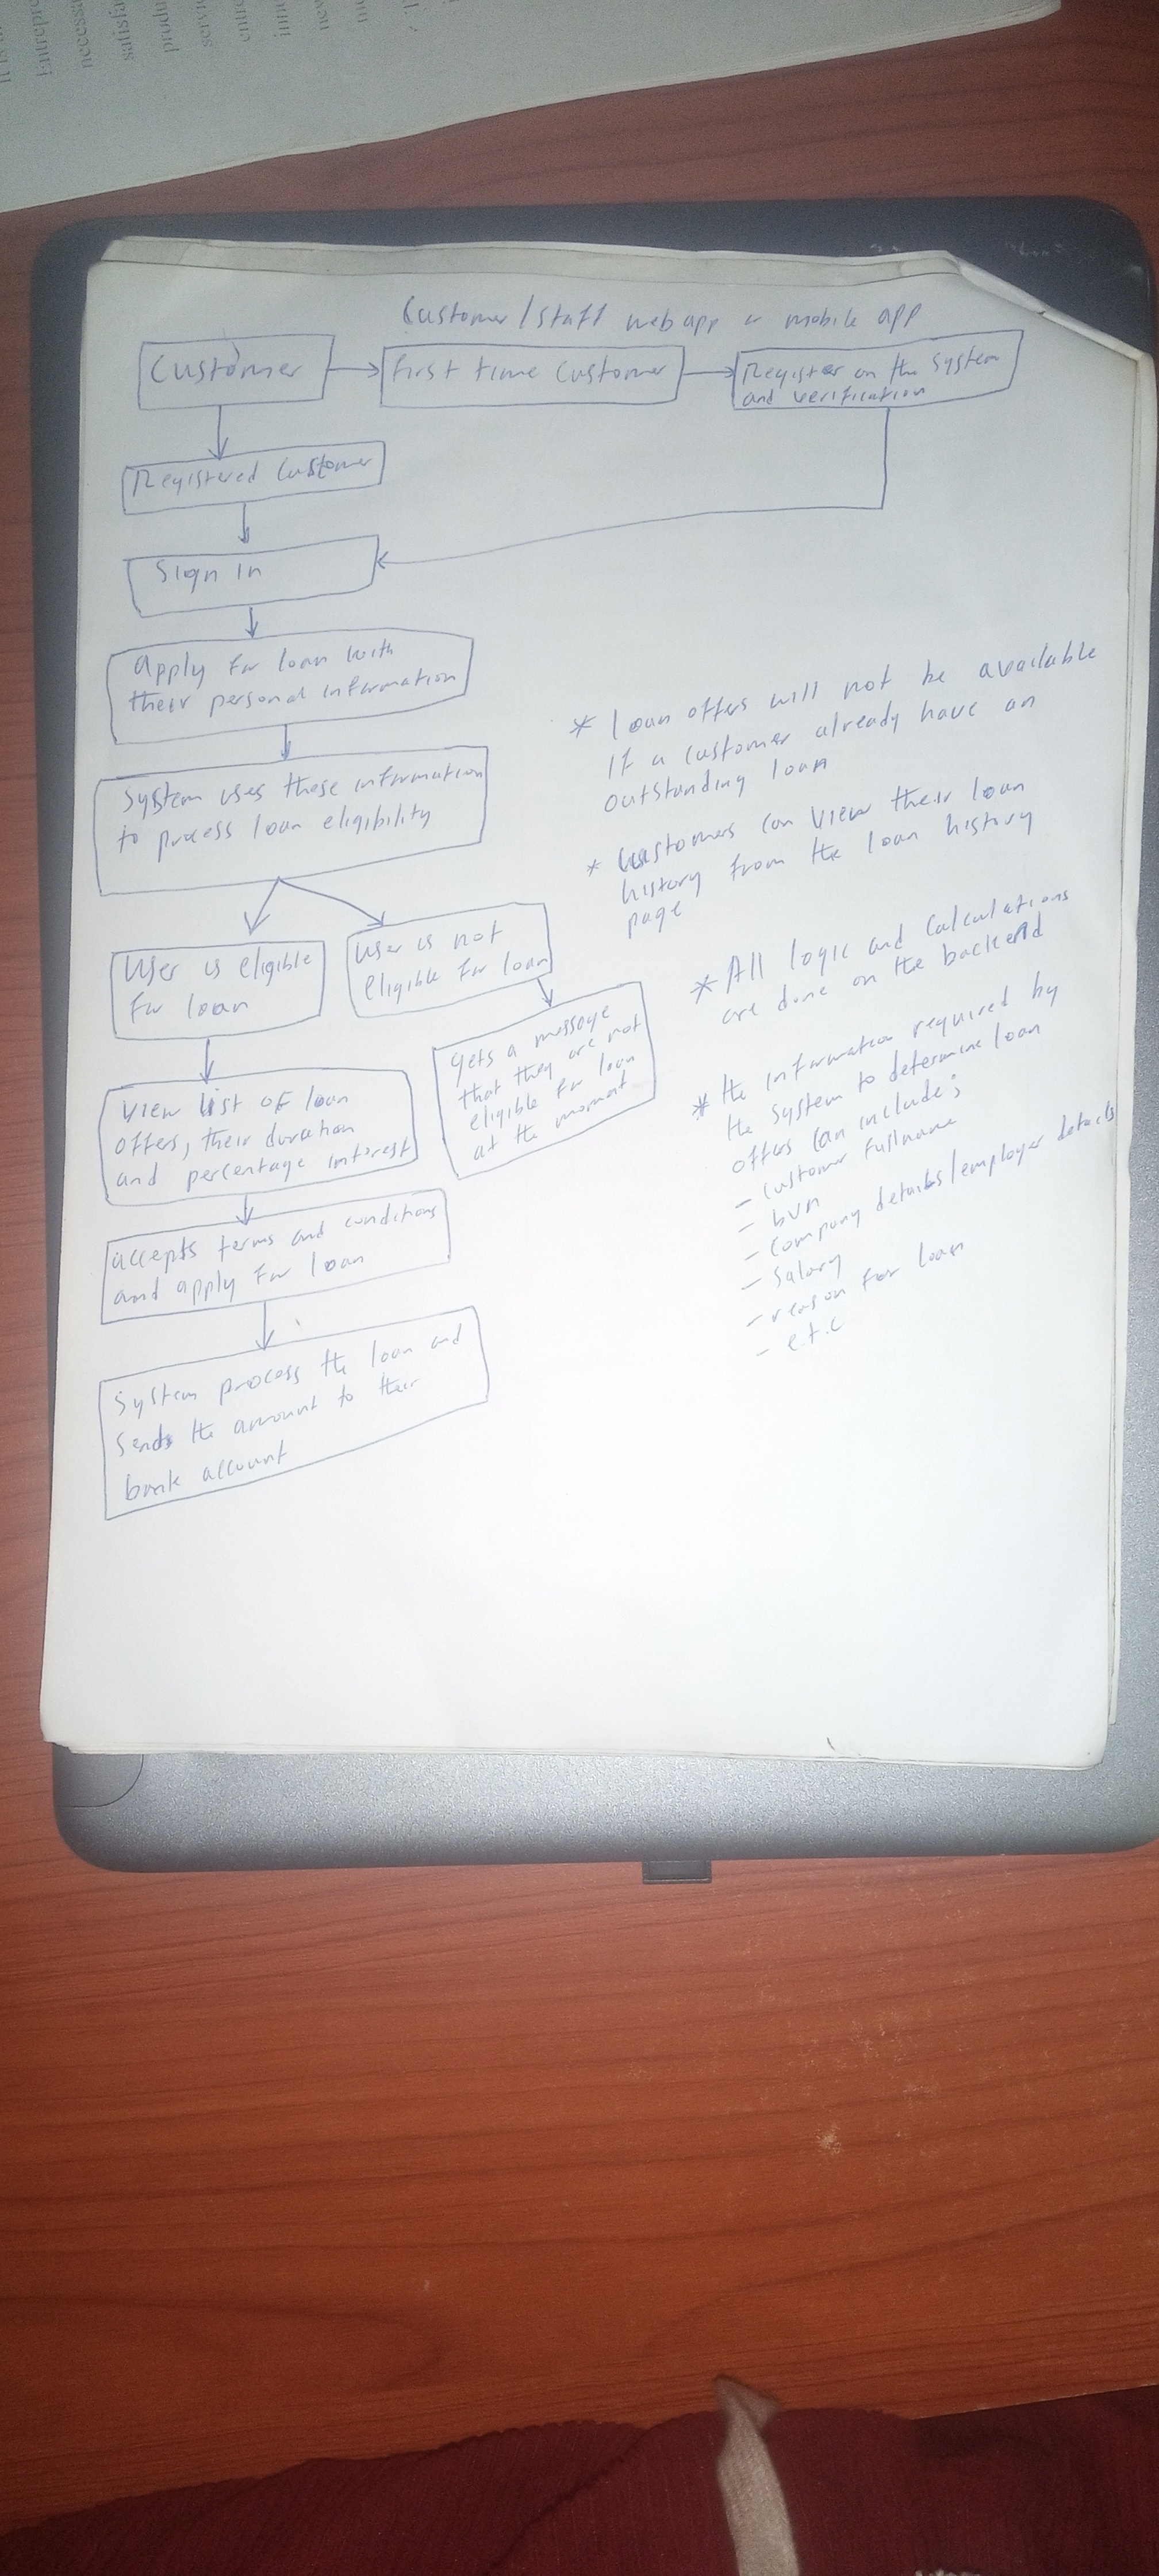 Entrepre
necessa
satisfa
produ
servi
entre
inno
Customer/staff web app or mobile app
Customer
First time Customer
Register on the System
and verification
Registered Customer
Sign in
apply for loan with
their personal information
System uses these information
to process loan eligibility
User is eligible
for loan
User is not
eligible for loan
gets a message
that they are not
eligible for loan
at the moment
view list of loan
offers, their duration
and percentage interest
accepts terms and conditions
and apply for loan
System process the loan and
sends the amount to their
bank account
* loan offers will not be available
if a customer already have an
outstanding loan
* Customers can view their loan
history from the loan history
page
* All logic and Calculations
are done on the backend
* the information required by
the system to determine loan
offers can include;
- Customer fullname
- bvn
- Company details/employer details
- Salary
- reason for loan
- e.t.c